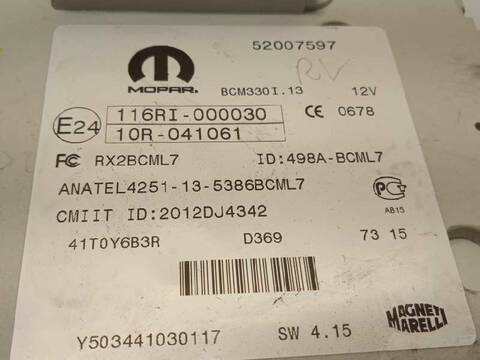 52007597
RV
MOPAR®
BCM330I.13 12V
E24 116RI-000030 CE 0678
10R-041061
FC RX2BCML7 ID:498A-BCML7
ANATEL4251-13-5386BCML7
CMIIT ID:2012DJ4342 AB15
41T0Y6B3R D369 73 15
MAGNETI MARELLI
Y503441030117 SW 4.15